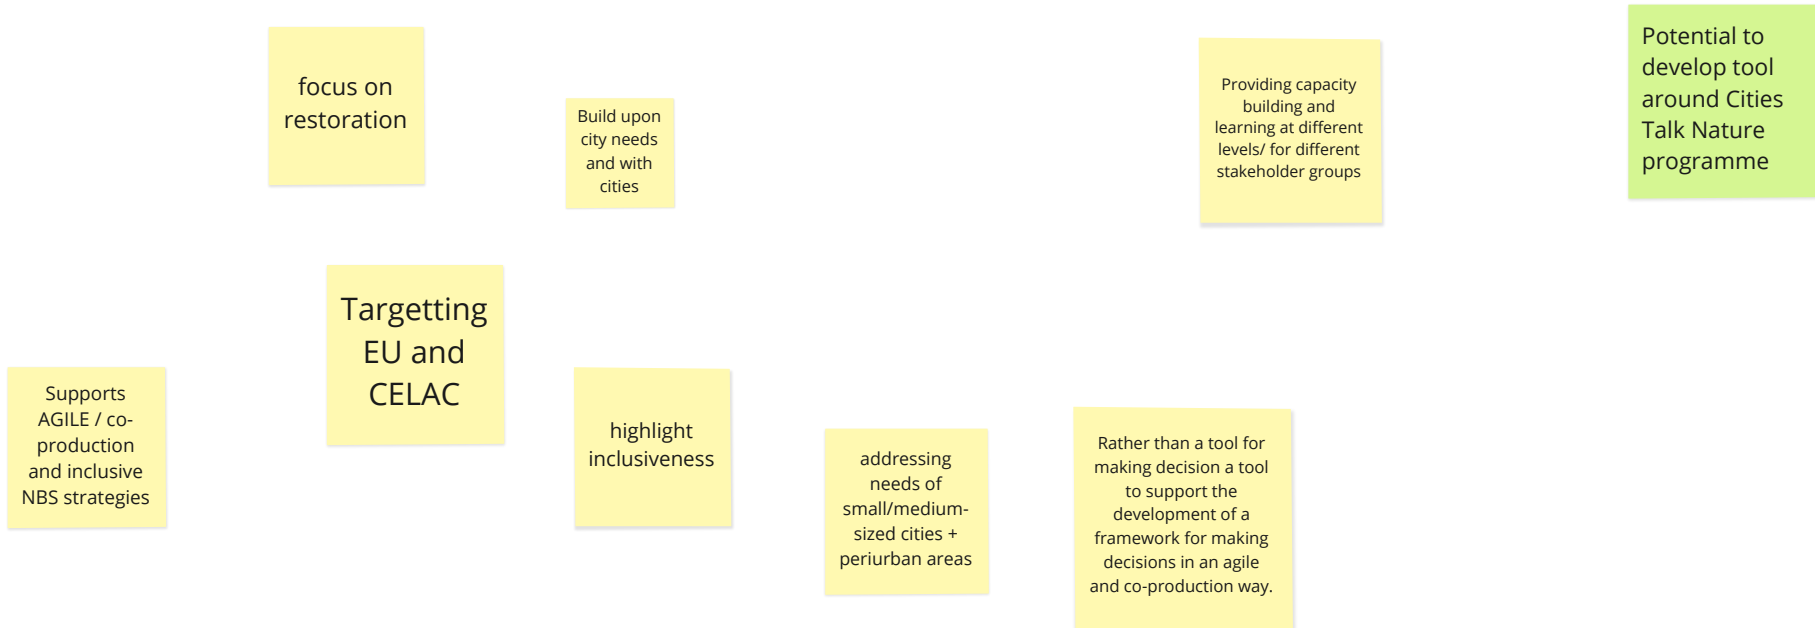 focus on
restoration
Build upon
city needs
and with
cities
Providing capacity
building and
learning at different
levels/ for different
stakeholder groups
Potential to
develop tool
around Cities
Talk Nature
programme
Targetting
EU and
CELAC
Supports
AGILE / co-
production
and inclusive
NBS strategies
highlight
inclusiveness
addressing
needs of
small/medium-
sized cities +
periurban areas
Rather than a tool for
making decision a tool
to support the
development of a
framework for making
decisions in an agile
and co-production way.